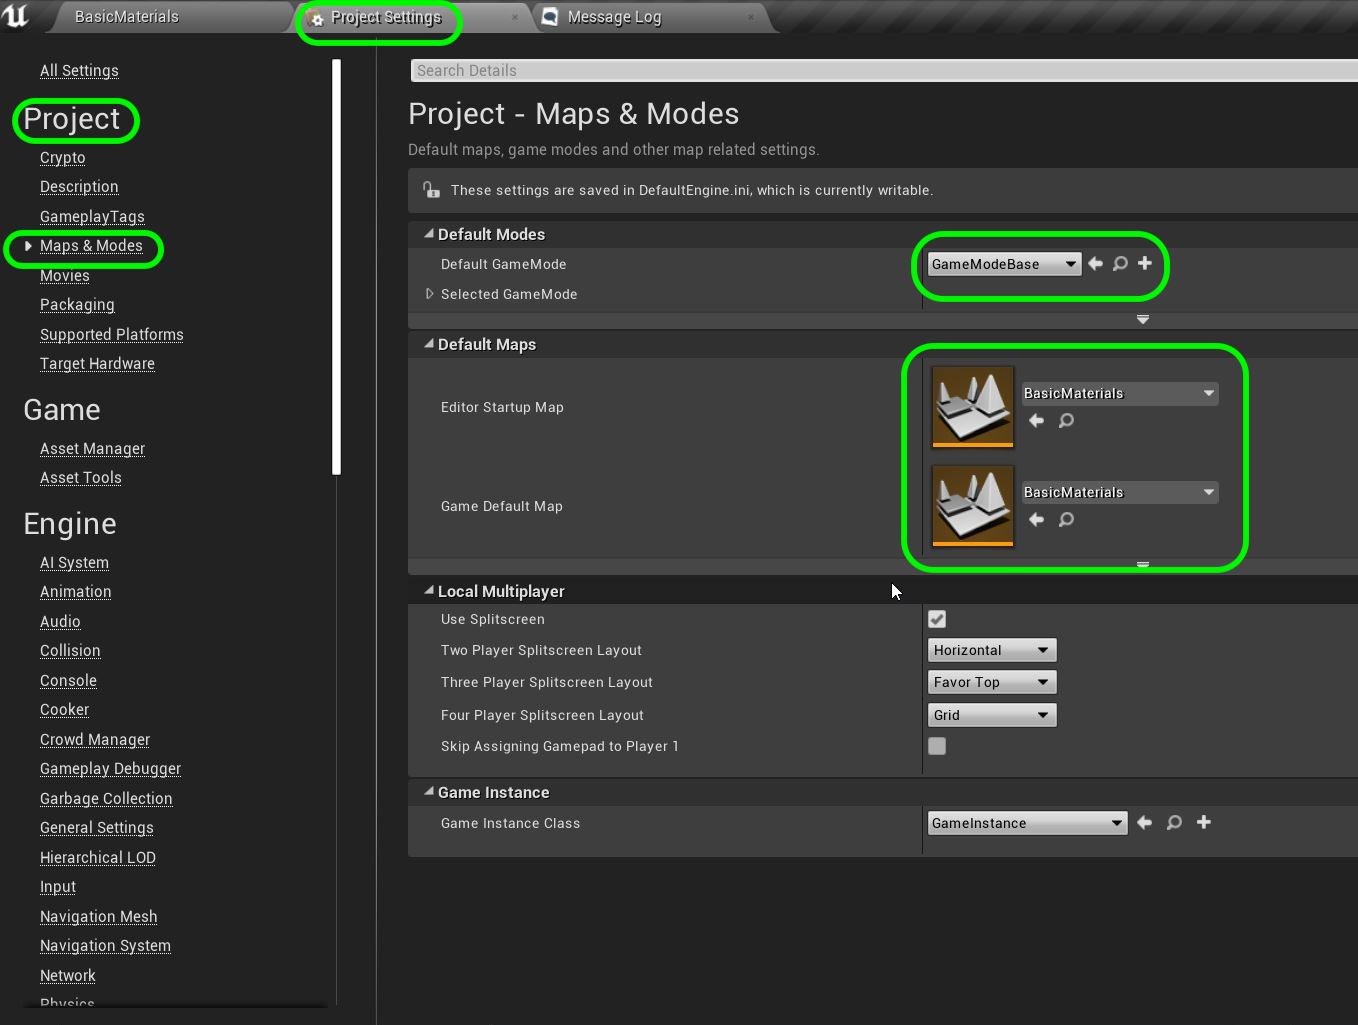 BasicMaterials
Project Settings
Message Log
All Settings
Project
Crypto
Description
GameplayTags
Maps & Modes
Movies
Packaging
Supported Platforms
Target Hardware
Game
Asset Manager
Asset Tools
Engine
AI System
Animation
Audio
Collision
Console
Cooker
Crowd Manager
Gameplay Debugger
Garbage Collection
General Settings
Hierarchical LOD
Input
Navigation Mesh
Navigation System
Network
Physics
Search Details
Project - Maps & Modes
Default maps, game modes and other map related settings.
These settings are saved in DefaultEngine.ini, which is currently writable.
Default Modes
Default GameMode GameModeBase
Selected GameMode
Default Maps
Editor Startup Map BasicMaterials
Game Default Map BasicMaterials
Local Multiplayer
Use Splitscreen
Two Player Splitscreen Layout Horizontal
Three Player Splitscreen Layout Favor Top
Four Player Splitscreen Layout Grid
Skip Assigning Gamepad to Player 1
Game Instance
Game Instance Class GameInstance